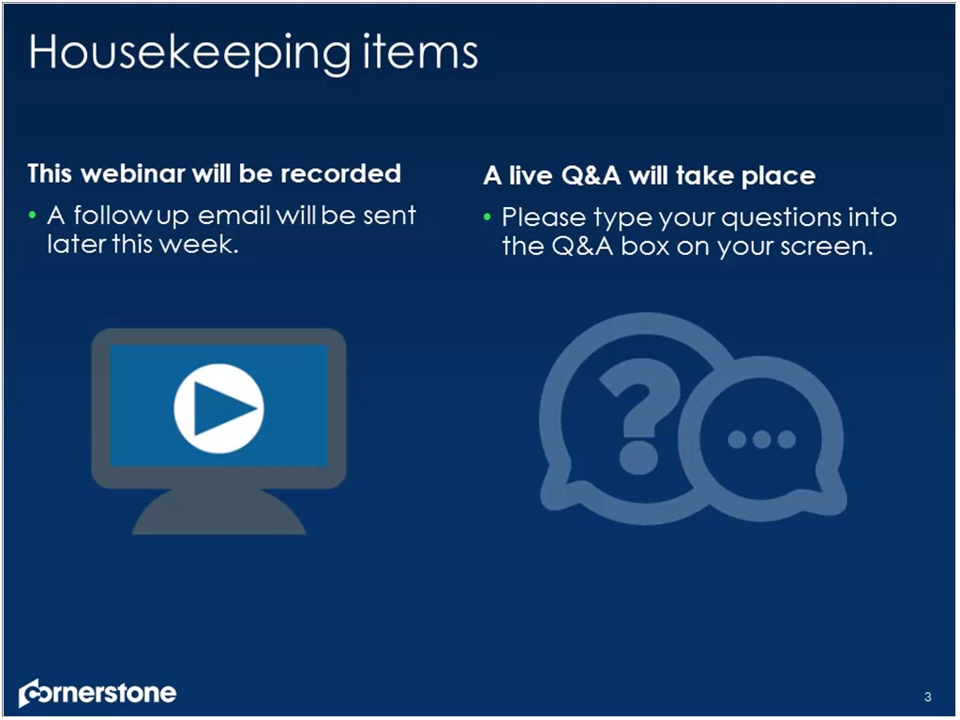 Housekeeping items
This webinar will be recorded
• A follow up email will be sent
later this week.
A live Q&A will take place
• Please type your questions into
the Q&A box on your screen.
?
cornerstone
3